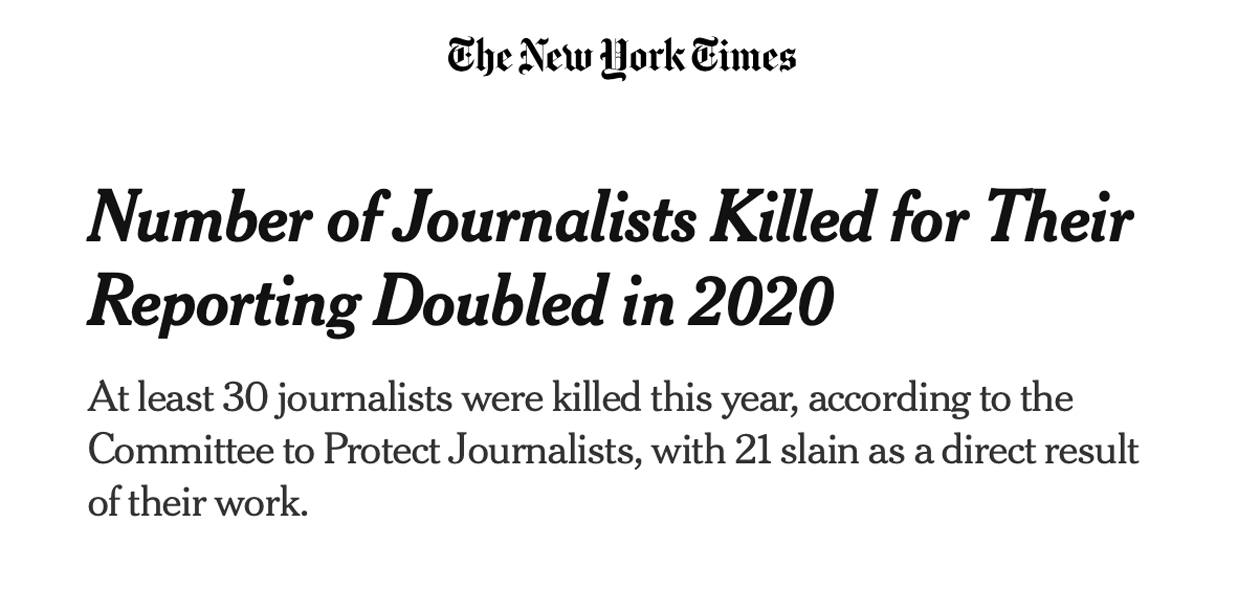 The New York Times
Number of Journalists Killed for Their
Reporting Doubled in 2020
At least 30 journalists were killed this year, according to the
Committee to Protect Journalists, with 21 slain as a direct result
of their work.